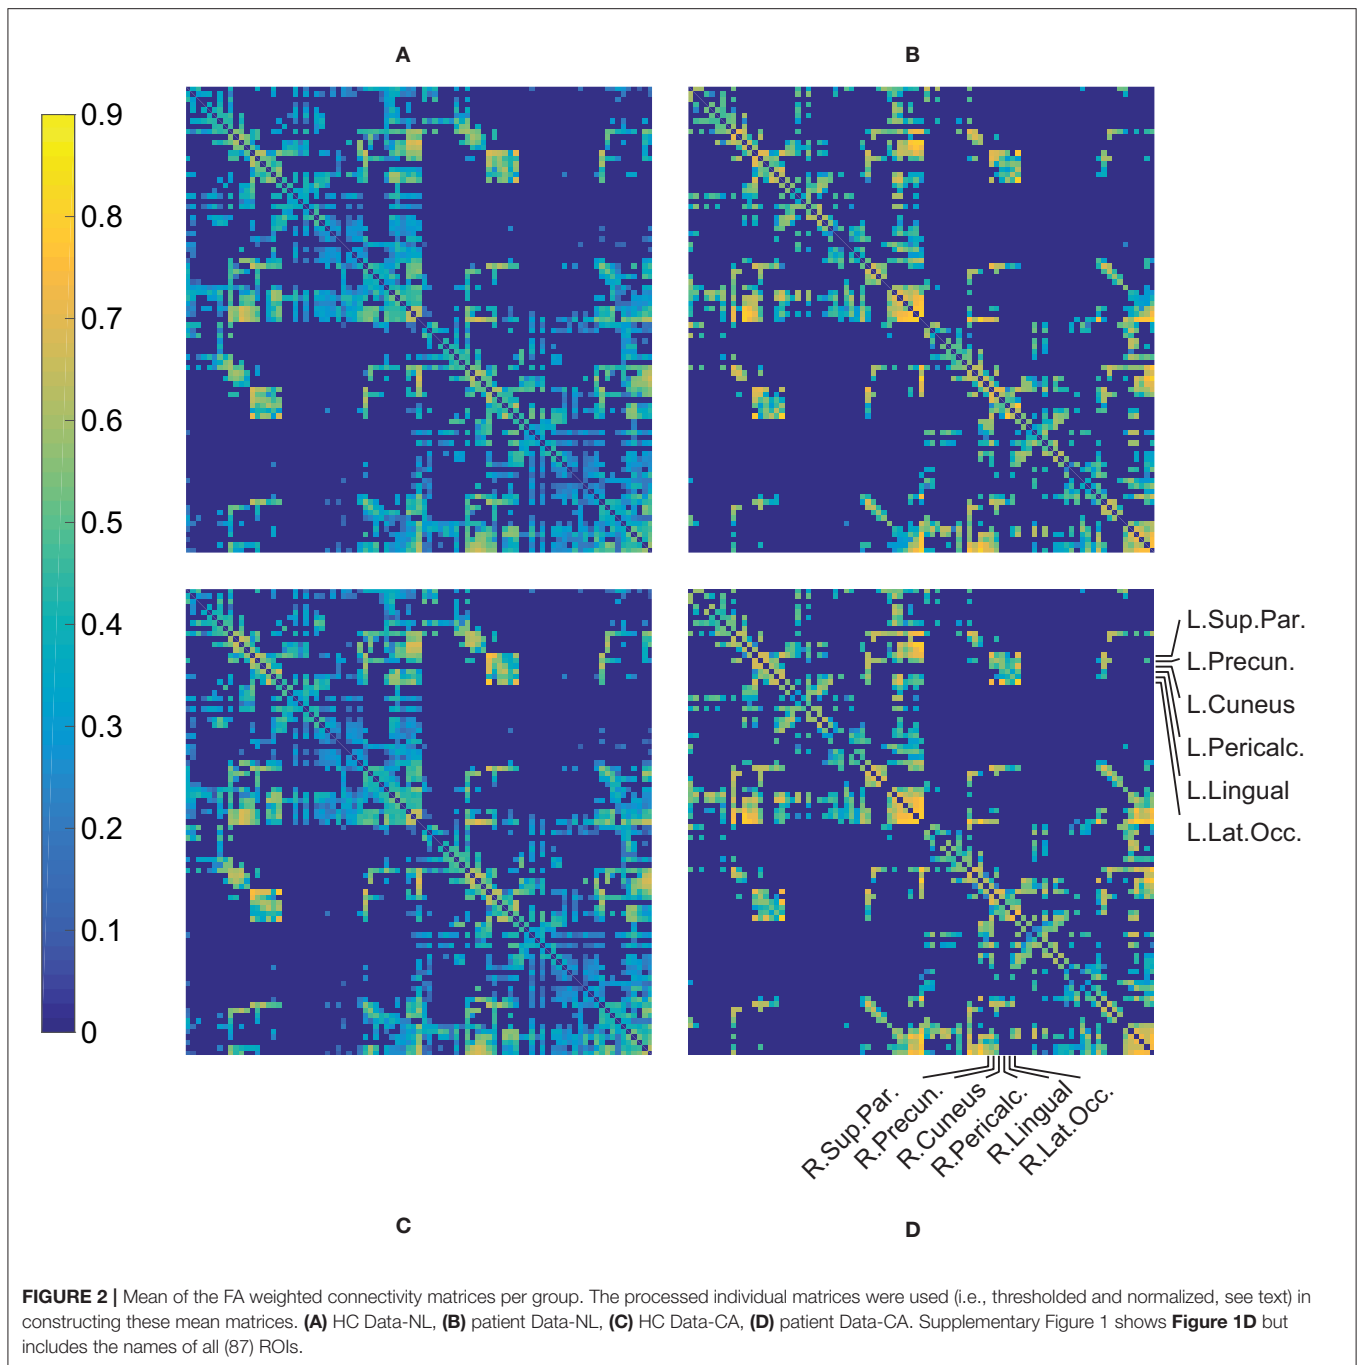 A
B
0.9
0.8
0.7
0.6
0.5
0.4
0.3
0.2
0.1
0
L.Sup.Par.
L.Precun.
L.Cuneus
L.Pericalc.
L.Lingual
L.Lat.Occ.
R.Sup.Par.
R.Precun.
R.Cuneus
R.Pericalc.
R.Lingual
R.Lat.Occ.
C
D
FIGURE 2 | Mean of the FA weighted connectivity matrices per group. The processed individual matrices were used (i.e., thresholded and normalized, see text) in
constructing these mean matrices. (A) HC Data-NL, (B) patient Data-NL, (C) HC Data-CA, (D) patient Data-CA. Supplementary Figure 1 shows Figure 1D but
includes the names of all (87) ROIs.